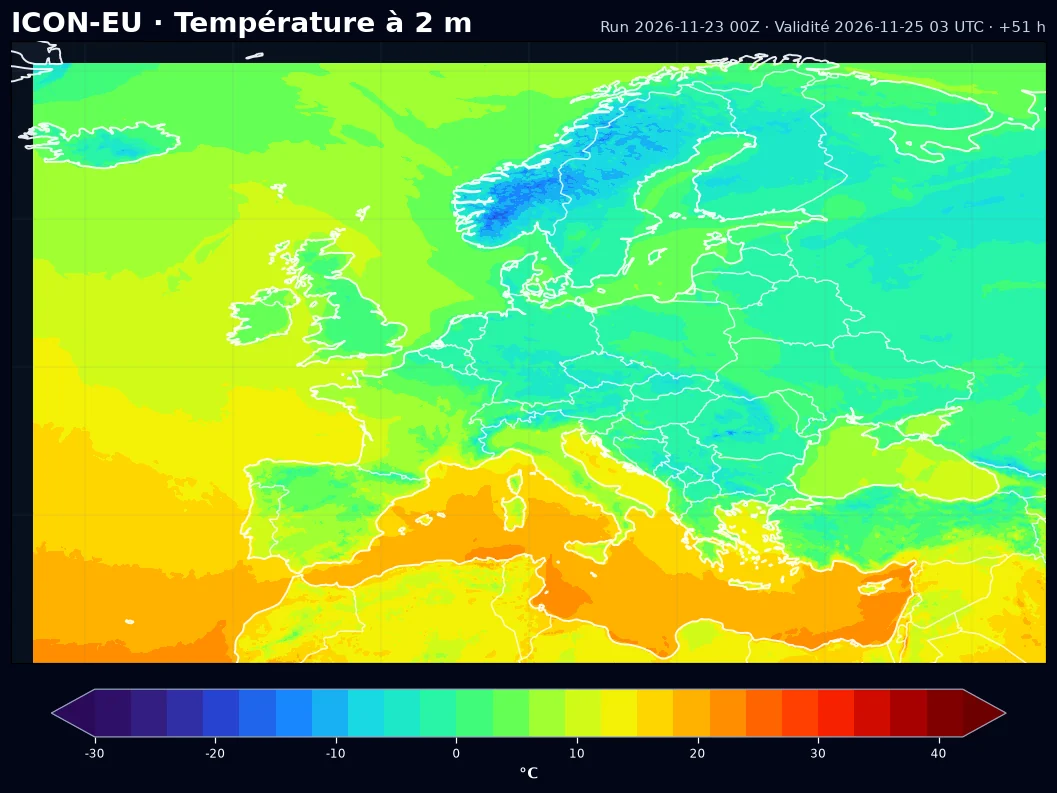 ICON-EU · Température à 2 m
Run 2026-11-23 00Z · Validité 2026-11-25 03 UTC · +51 h
-30 -20 -10 0 10 20 30 40
°C